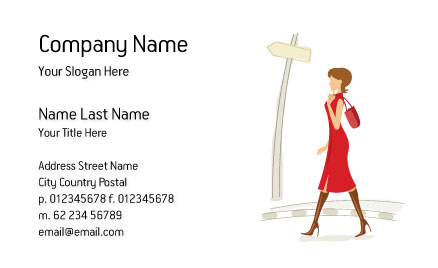 Company Name
Your Slogan Here
Name Last Name
Your Title Here
Address Street Name
City Country Postal
p. 012345678 012345678
m. 62 234 56789
@email@email.com